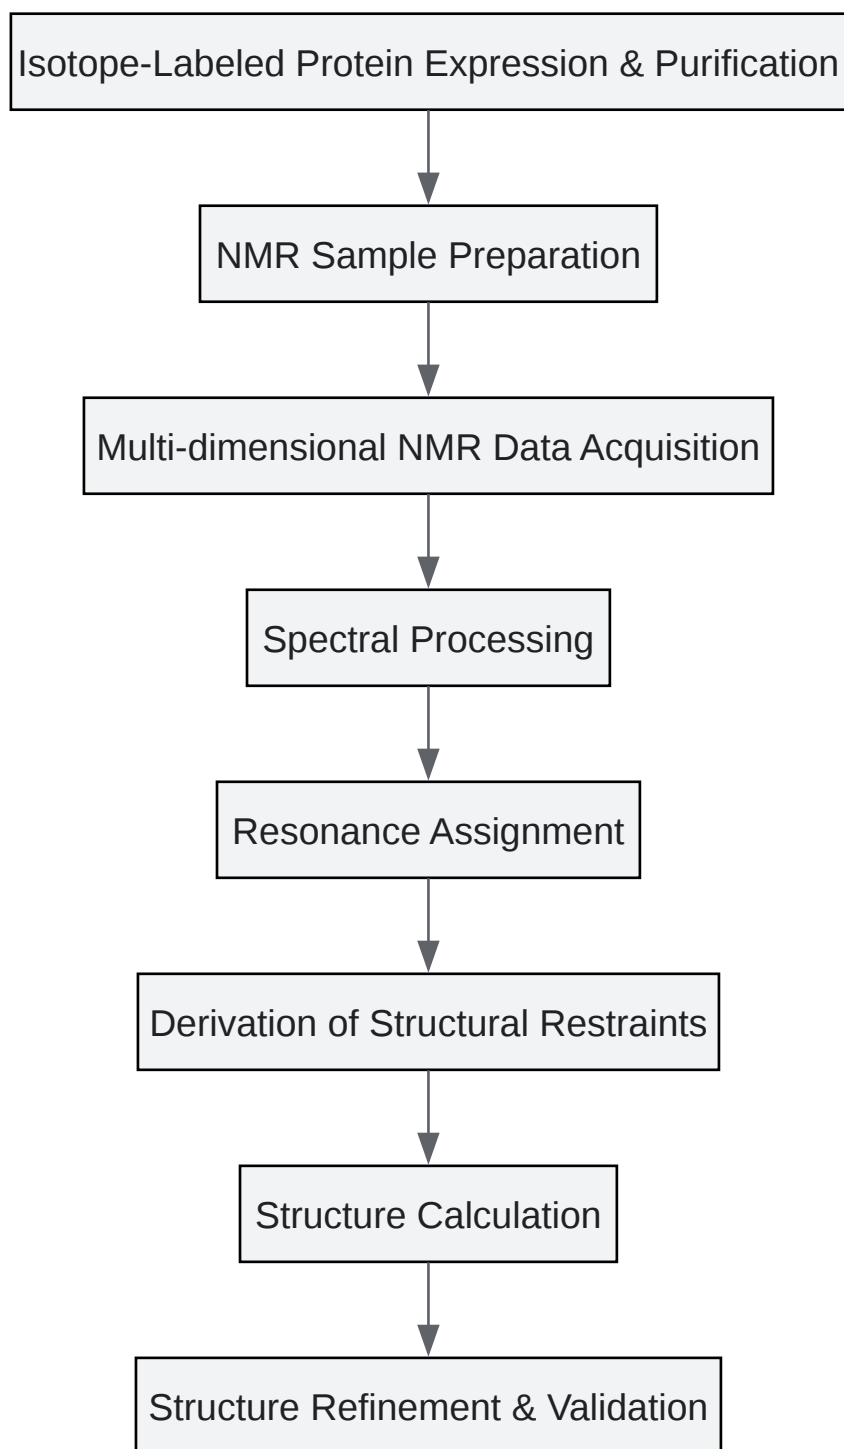 Isotope-Labeled Protein Expression & Purification
NMR Sample Preparation
Multi-dimensional NMR Data Acquisition
Spectral Processing
Resonance Assignment
Derivation of Structural Restraints
Structure Calculation
Structure Refinement & Validation